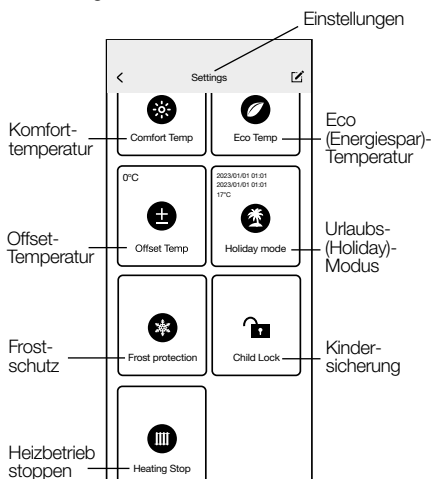 Einstellungen
Settings
Komfort-
temperatur
Comfort Temp
Eco Temp
Eco
(Energiespar)-
Temperatur
0°C
2023/01/01 01:01
2023/01/01 01:01
17°C
Offset-
Temperatur
Offset Temp
Holiday mode
Urlaubs-
(Holiday)-
Modus
Frost-
schutz
Frost protection
Child Lock
Kinder-
sicherung
Heizbetrieb
stoppen
Heating Stop